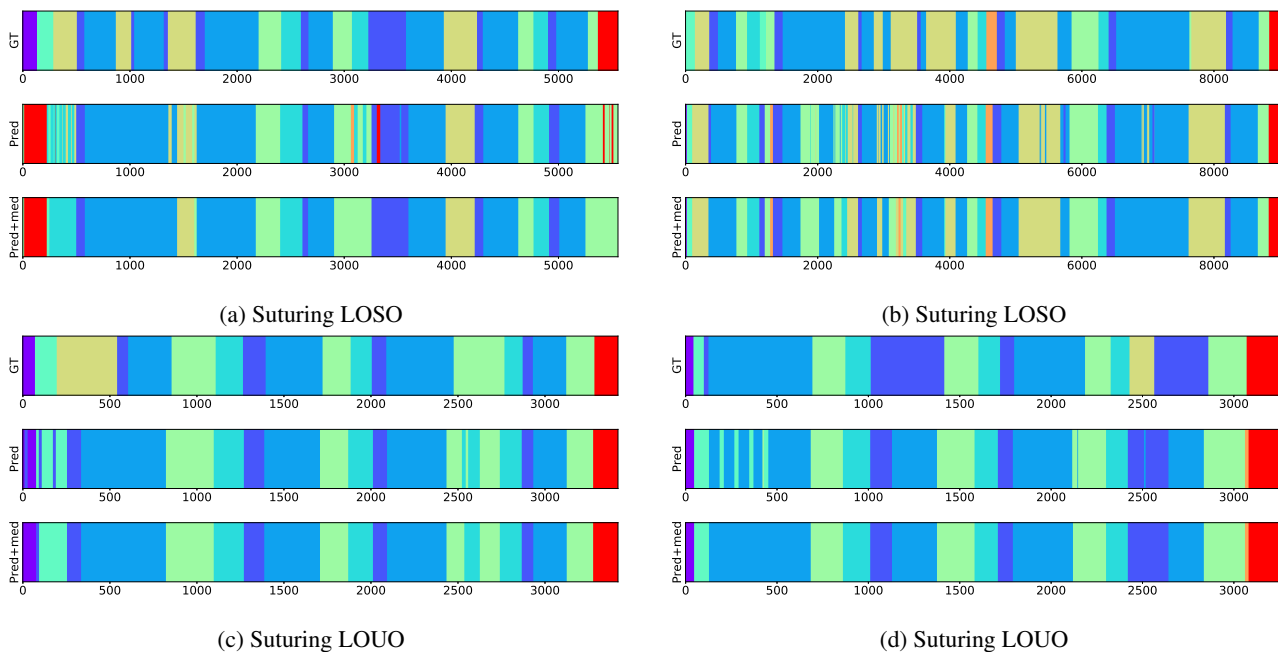 GT
0 1000 2000 3000 4000 5000
Pred
0 1000 2000 3000 4000 5000
Pred+med
0 1000 2000 3000 4000 5000
(a) Suturing LOSO
GT
0 2000 4000 6000 8000
Pred
0 2000 4000 6000 8000
Pred+med
0 2000 4000 6000 8000
(b) Suturing LOSO
GT
0 500 1000 1500 2000 2500 3000
Pred
0 500 1000 1500 2000 2500 3000
Pred+med
0 500 1000 1500 2000 2500 3000
(c) Suturing LOUO
GT
0 500 1000 1500 2000 2500 3000
Pred
0 500 1000 1500 2000 2500 3000
Pred+med
0 500 1000 1500 2000 2500 3000
(d) Suturing LOUO